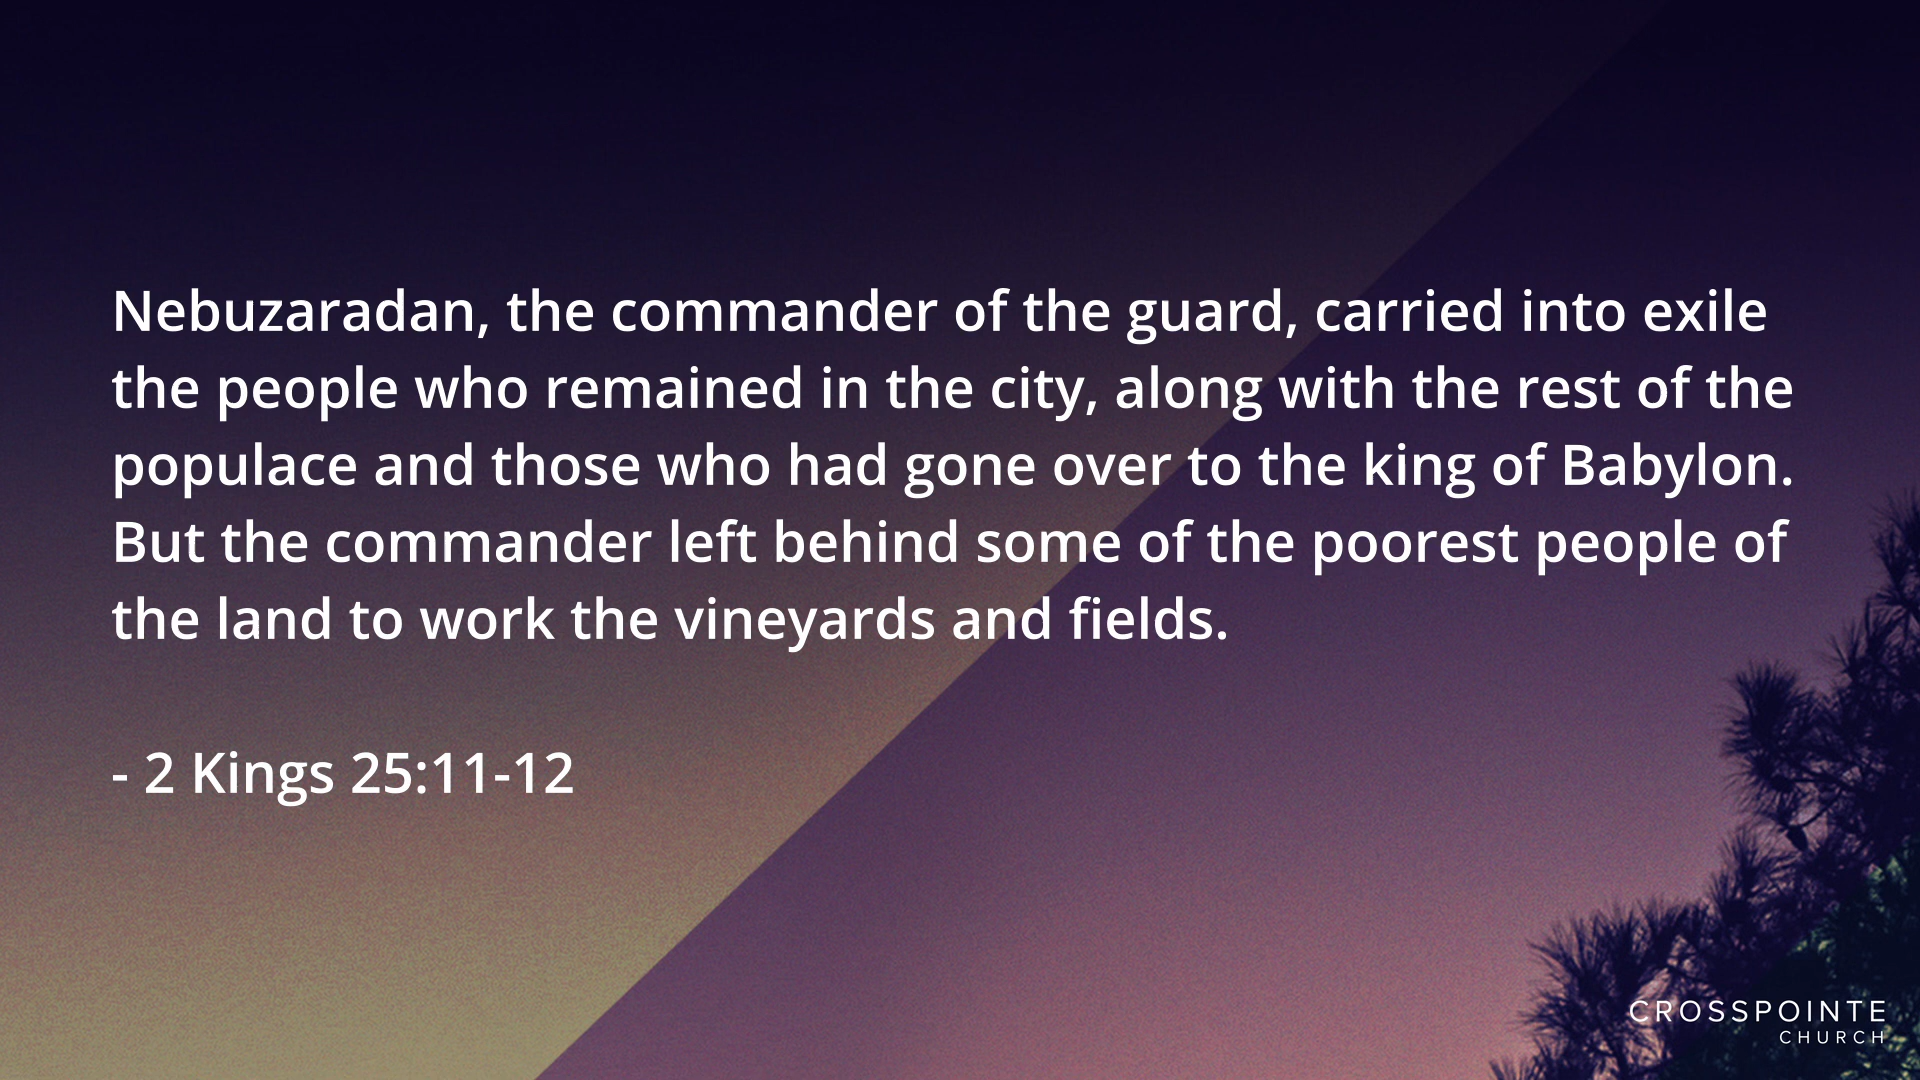 Nebuzaradan, the commander of the guard, carried into exile
the people who remained in the city, along with the rest of the
populace and those who had gone over to the king of Babylon.
But the commander left behind some of the poorest people of
the land to work the vineyards and fields.
- 2 Kings 25:11-12
CROSSPOINTE
CHURCH